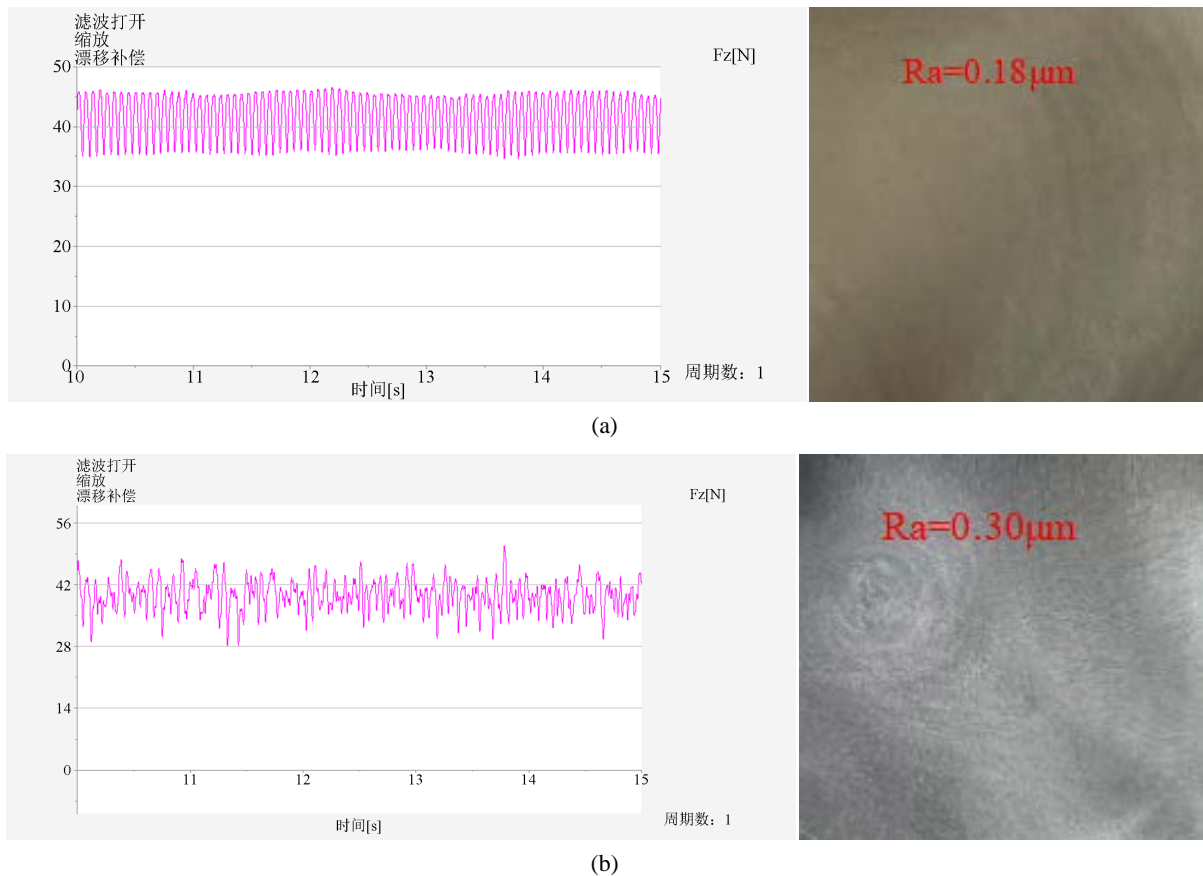 滤波打开
缩放
漂移补偿
Fz[N]
Ra=0.18μm
50
40
30
20
10
0
10 11 12 13 14 15
时间[s]
周期数：1
(a)
滤波打开
缩放
漂移补偿
Fz[N]
Ra=0.30μm
56
42
28
14
0
11 12 13 14 15
时间[s]
周期数：1
(b)